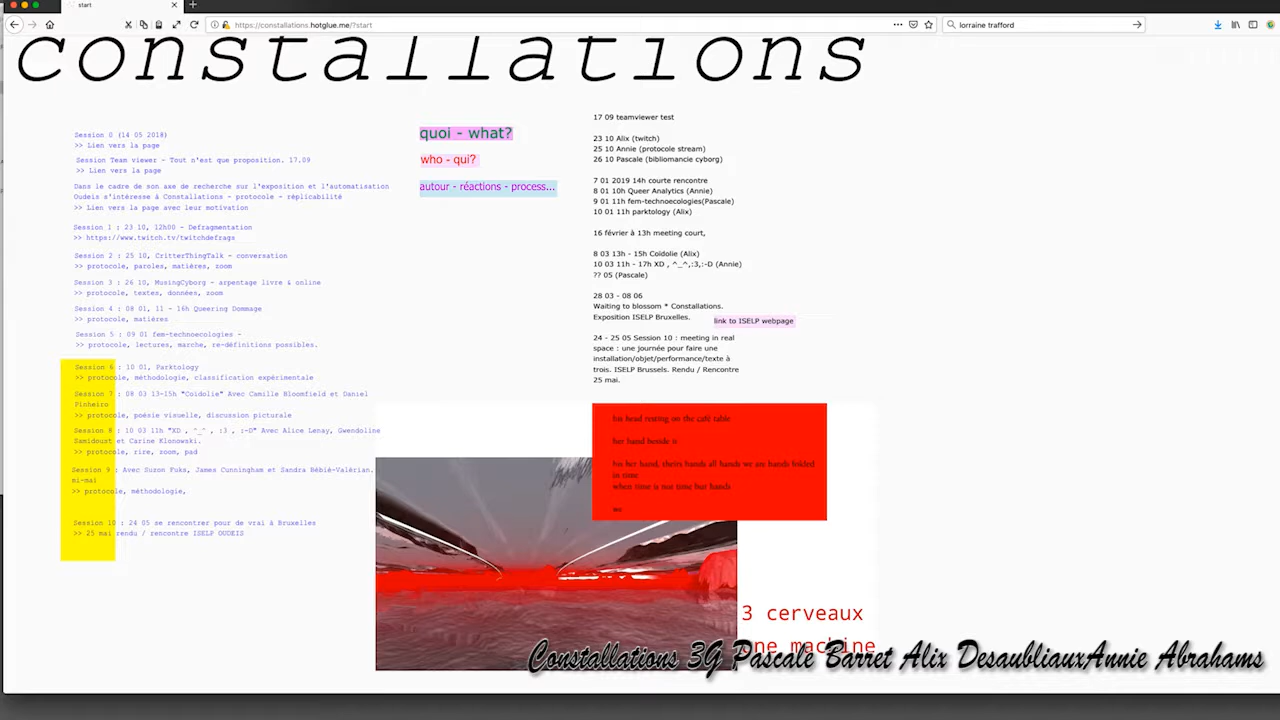 start
https://constallations.hotglue.me/?start
lorraine trafford
constallations
Session 0 (14 05 2018)
>> Lien vers la page
Session Team viewer - Tout n'est que proposition. 17.09
>> Lien vers la page
Dans le cadre de son axe de recherche sur l'exposition et l'automatisation
Oudeis s'intéresse à Constallations - protocole - réplicabilité
>> Lien vers la page avec leur motivation
Session 1 : 23 10, 12h00 - Defragmentation
>> https://www.twitch.tv/twitchdefrags
Session 2 : 25 10, CritterThingTalk - conversation
>> protocole, paroles, matières, zoom
Session 3 : 26 10, MusingCyborg - arpentage livre & online
>> protocole, textes, données, zoom
Session 4 : 08 01, 11 - 16h Queering Dommage
>> protocole, matières
Session 5 : 09 01 fem-technoecologies -
>> protocole, lectures, marche, re-définitions possibles.
Session 6 : 10 01, Parktology
>> protocole, méthodologie, classification expérimentale
Session 7 : 08 03 13-15h "Coïdolie" Avec Camille Bloomfield et Daniel
Pinheiro
>> protocole, poésie visuelle, discussion picturale
Session 8 : 10 03 11h "XD , ^_^ , :3 , :-D" Avec Alice Lenay, Gwendoline
Samidoust et Carine Klonowski.
>> protocole, rire, zoom, pad
Session 9 : Avec Suzon Fuks, James Cunningham et Sandra Bébié-Valérian.
mi-mai
>> protocole, méthodologie,
Session 10 : 24 05 se rencontrer pour de vrai à Bruxelles
>> 25 mai rendu / rencontre ISELP OUDEIS
quoi - what?
who - qui?
autour - réactions - process...
17 09 teamviewer test
23 10 Alix (twitch)
25 10 Annie (protocole stream)
26 10 Pascale (bibliomancie cyborg)
7 01 2019 14h courte rencontre
8 01 10h Queer Analytics (Annie)
9 01 11h fem-technoecologies(Pascale)
10 01 11h parktology (Alix)
16 février à 13h meeting court,
8 03 13h - 15h Coïdolie (Alix)
10 03 11h - 17h XD , ^_^,:3,:-D (Annie)
?? 05 (Pascale)
28 03 - 08 06
Waiting to blossom * Constallations.
Exposition ISELP Bruxelles.
link to ISELP webpage
24 - 25 05 Session 10 : meeting in real
space : une journée pour faire une
installation/objet/performance/texte à
trois. ISELP Brussels. Rendu / Rencontre
25 mai.
his head resting on the café table
her hand beside it
his her hand, theirs hands all hands we are hands folded
in time
when time is not time but hands
we
3 cerveaux
one machine
Constallations 3G Pascale Barret Alix DesaubliauxAnnie Abrahams